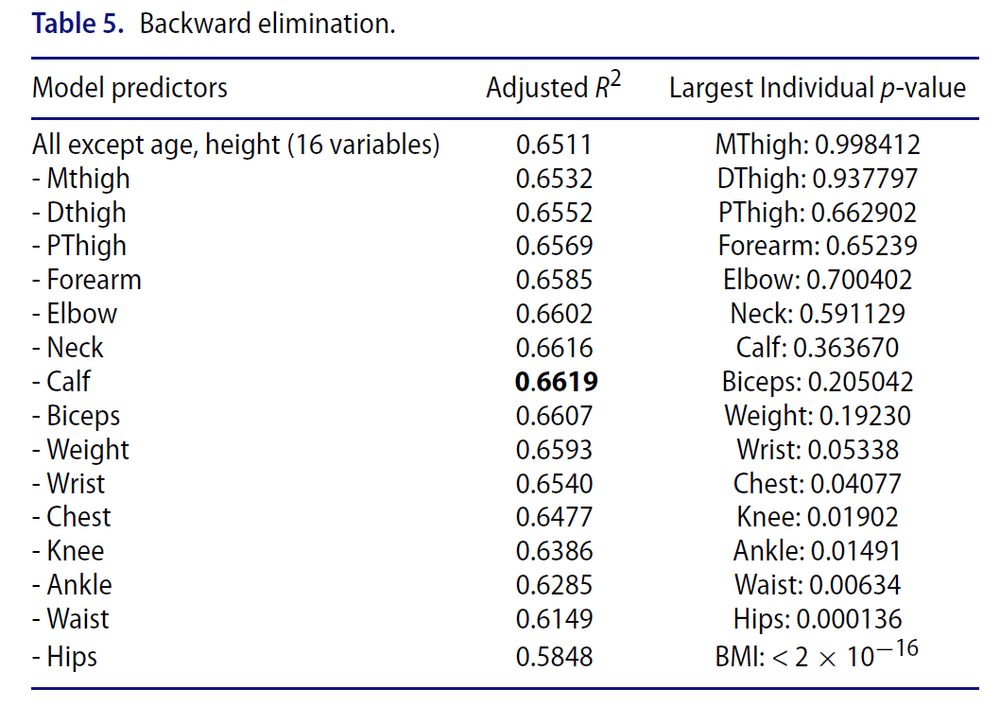 Table 5. Backward elimination.
Model predictors Adjusted R² Largest Individual p-value
All except age, height (16 variables) 0.6511 MThigh: 0.998412
- Mthigh 0.6532 DThigh: 0.937797
- Dthigh 0.6552 PThigh: 0.662902
- PThigh 0.6569 Forearm: 0.65239
- Forearm 0.6585 Elbow: 0.700402
- Elbow 0.6602 Neck: 0.591129
- Neck 0.6616 Calf: 0.363670
- Calf 0.6619 Biceps: 0.205042
- Biceps 0.6607 Weight: 0.19230
- Weight 0.6593 Wrist: 0.05338
- Wrist 0.6540 Chest: 0.04077
- Chest 0.6477 Knee: 0.01902
- Knee 0.6386 Ankle: 0.01491
- Ankle 0.6285 Waist: 0.00634
- Waist 0.6149 Hips: 0.000136
- Hips 0.5848 BMI: < 2 × 10⁻¹⁶